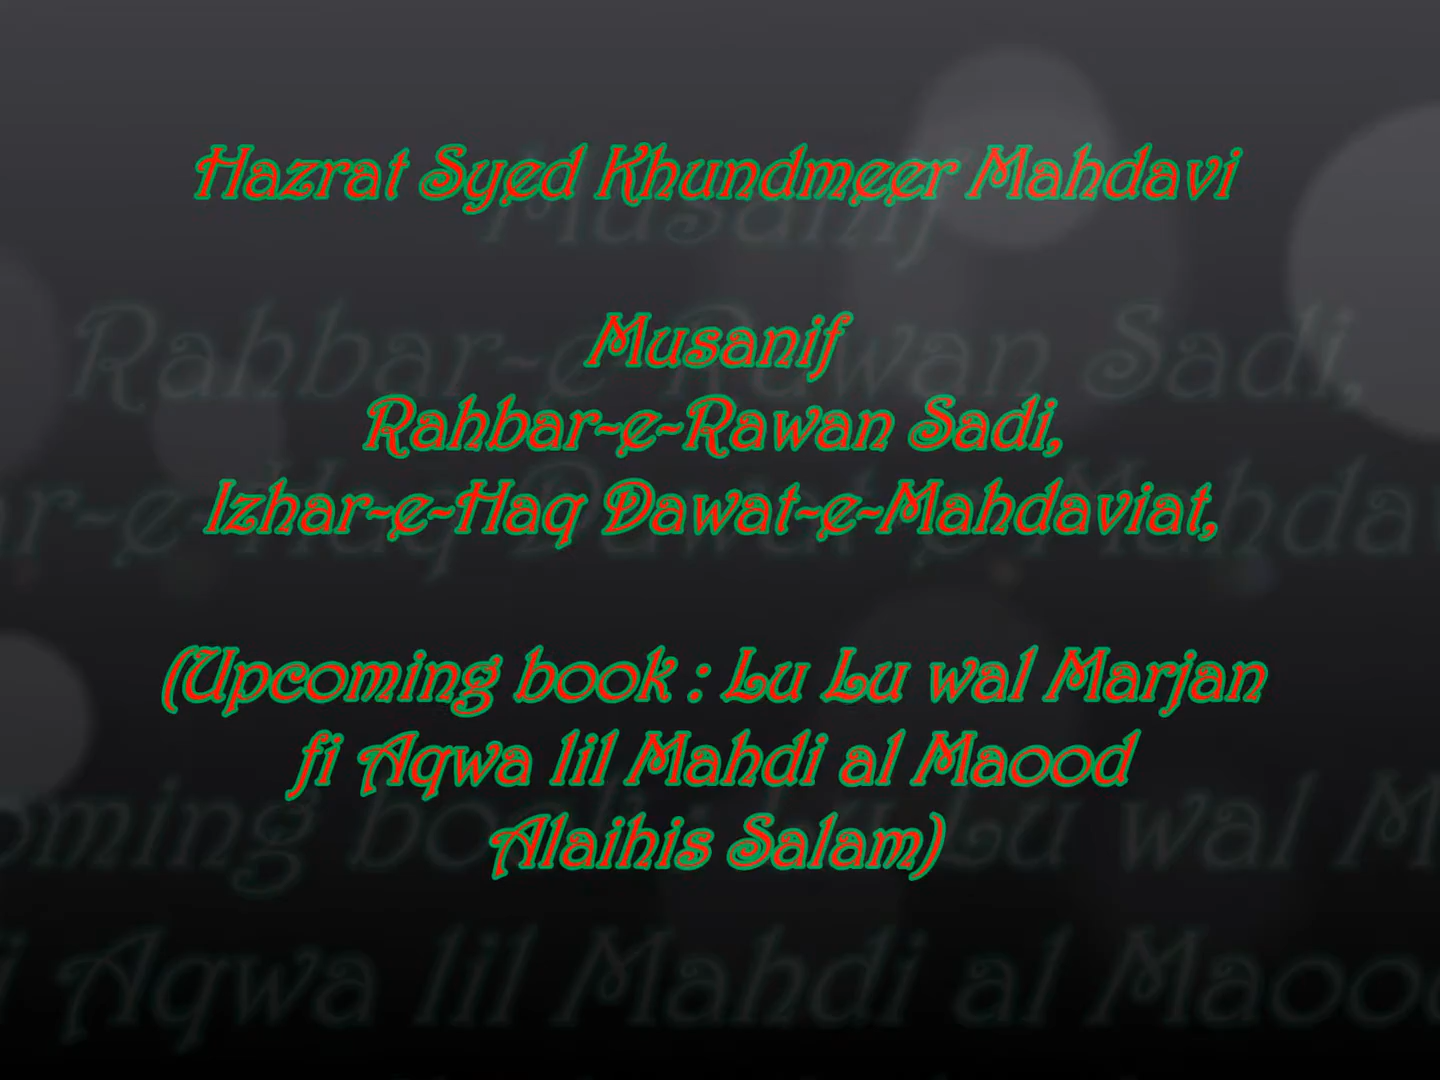 Hazrat Syed Khundmeer Mahdavi
Musanif
Rahbar-e-Rawan Sadi,
Izhar-e-Haq Dawat-e-Mahdaviat,
(Upcoming book : Lu Lu wal Marjan
fi Aqwa lil Mahdi al Maood
Alaihis Salam)